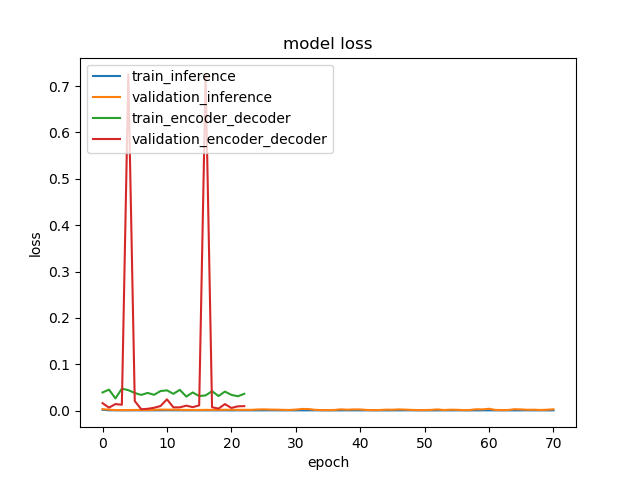 model loss
train_inference
validation_inference
train_encoder_decoder
validation_encoder_decoder
0.7
0.6
0.5
0.4
0.3
0.2
0.1
0.0
loss
0 10 20 30 40 50 60 70
epoch